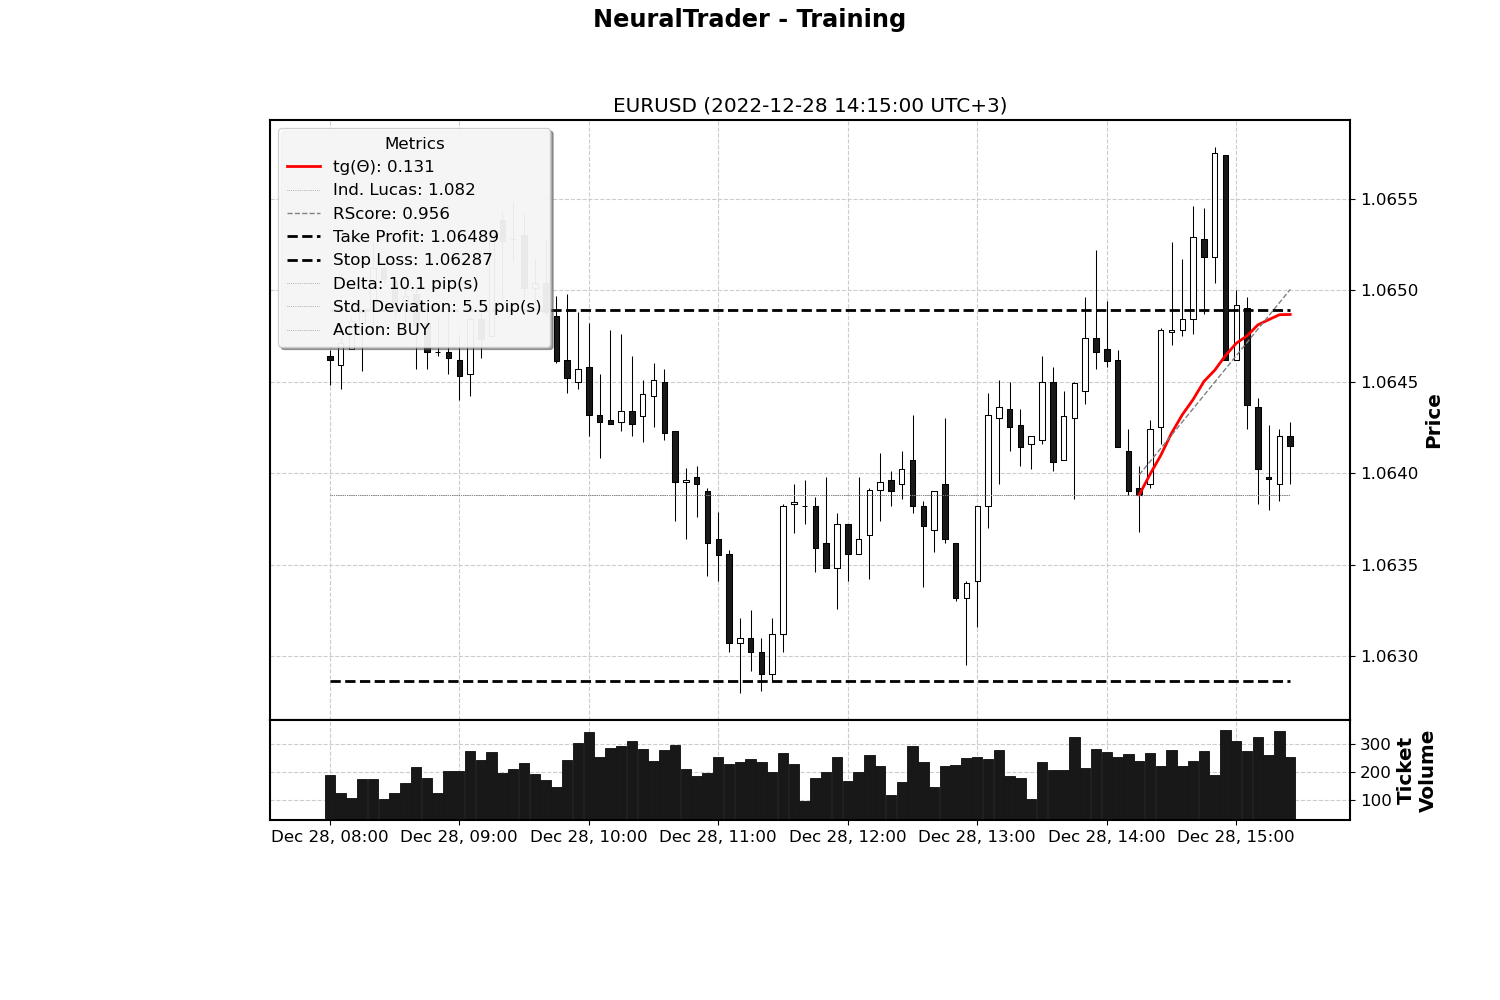 NeuralTrader - Training
EURUSD (2022-12-28 14:15:00 UTC+3)
Metrics
tg(Θ): 0.131
Ind. Lucas: 1.082
RScore: 0.956
Take Profit: 1.06489
Stop Loss: 1.06287
Delta: 10.1 pip(s)
Std. Deviation: 5.5 pip(s)
Action: BUY
1.0655
1.0650
1.0645
1.0640
1.0635
1.0630
Price
300
200
100
Ticket
Volume
Dec 28, 08:00
Dec 28, 09:00
Dec 28, 10:00
Dec 28, 11:00
Dec 28, 12:00
Dec 28, 13:00
Dec 28, 14:00
Dec 28, 15:00